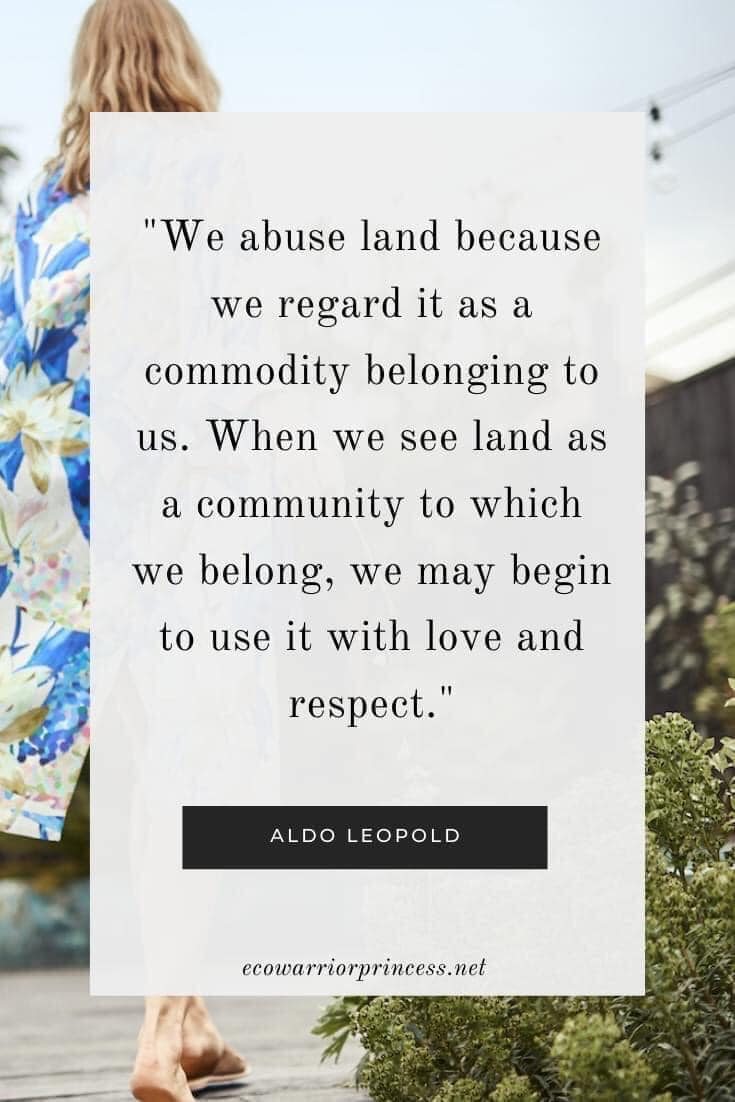 "We abuse land because
we regard it as a
commodity belonging to
us. When we see land as
a community to which
we belong, we may begin
to use it with love and
respect."
ALDO LEOPOLD
ecowarriorprincess.net